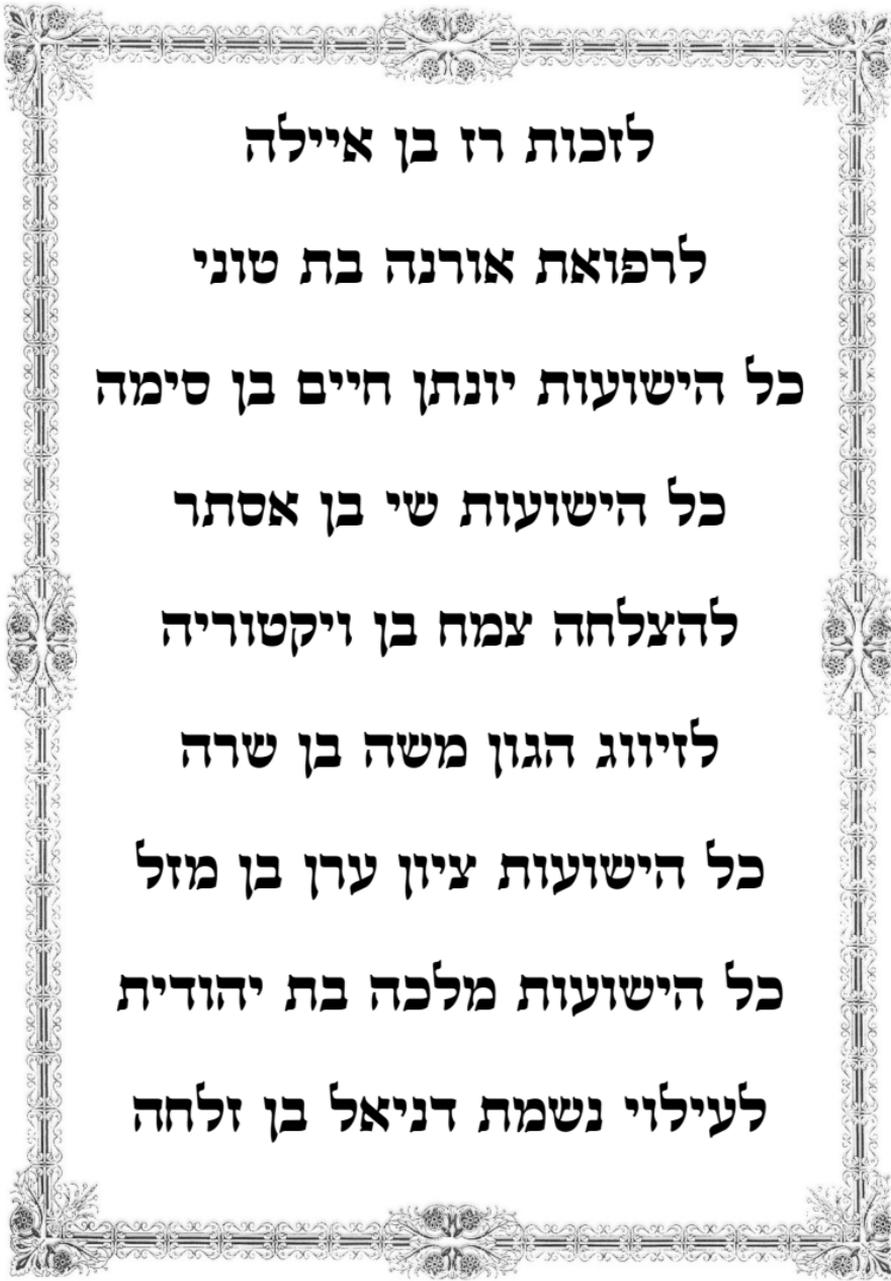 לזכות רז בן איילה
לרפואת אורנה בת טוני
כל הישועות יונתן חיים בן סימה
כל הישועות שי בן אסתר
להצלחה צמח בן ויקטוריה
לזיווג הגון משה בן שרה
כל הישועות ציון ערן בן מזל
כל הישועות מלכה בת יהודית
לעילוי נשמת דניאל בן זלחה